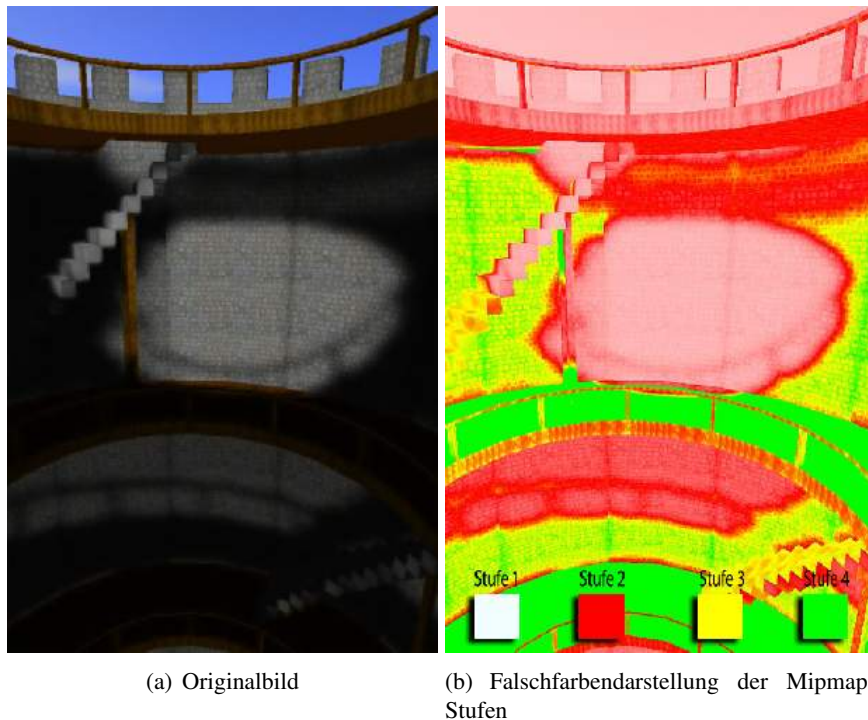 Stufe 1 Stufe 2 Stufe 3 Stufe 4
(a) Originalbild
(b) Falschfarbendarstellung der Mipmap
Stufen